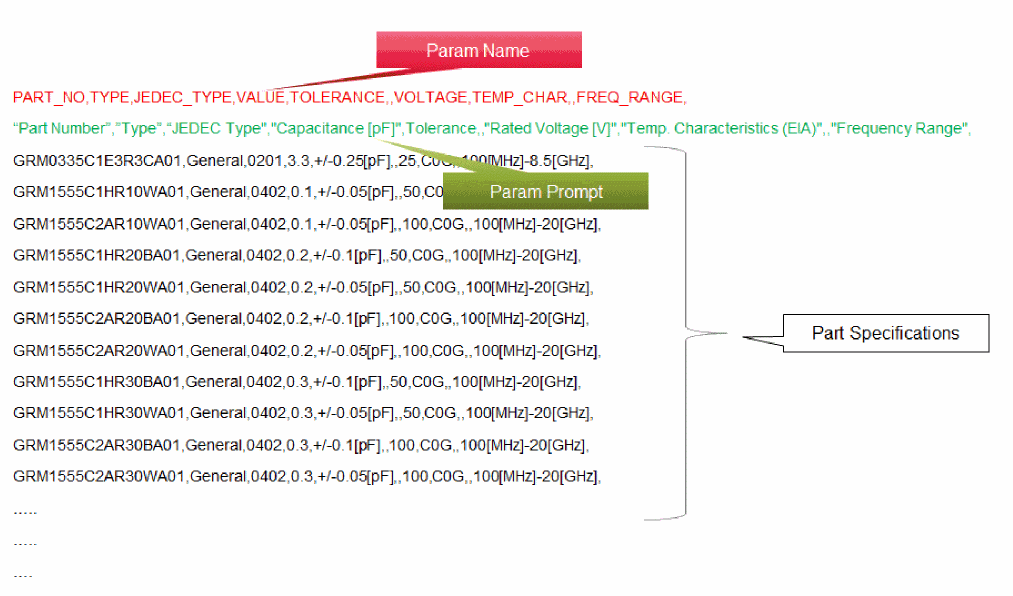 Param Name
PART_NO,TYPE,JEDEC_TYPE,VALUE,TOLERANCE,,VOLTAGE,TEMP_CHAR,,FREQ_RANGE,
“Part Number”,”Type”,“JEDEC Type",”Capacitance [pF]",Tolerance,,"Rated Voltage [V]","Temp. Characteristics (EIA)",,"Frequency Range",
GRM0335C1E3R3CA01,General,0201,3.3,+/-0.25[pF],,25,C0G,,100[MHz]-8.5[GHz],
GRM1555C1HR10WA01,General,0402,0.1,+/-0.05[pF],,50,C0
Param Prompt
GRM1555C2AR10WA01,General,0402,0.1,+/-0.05[pF],,100,C0G,,100[MHz]-20[GHz],
GRM1555C1HR20BA01,General,0402,0.2,+/-0.1[pF],,50,C0G,,100[MHz]-20[GHz],
GRM1555C1HR20WA01,General,0402,0.2,+/-0.05[pF],,50,C0G,,100[MHz]-20[GHz],
GRM1555C2AR20BA01,General,0402,0.2,+/-0.1[pF],,100,C0G,,100[MHz]-20[GHz],
GRM1555C2AR20WA01,General,0402,0.2,+/-0.05[pF],,100,C0G,,100[MHz]-20[GHz],
GRM1555C1HR30BA01,General,0402,0.3,+/-0.1[pF],,50,C0G,,100[MHz]-20[GHz],
GRM1555C1HR30WA01,General,0402,0.3,+/-0.05[pF],,50,C0G,,100[MHz]-20[GHz],
GRM1555C2AR30BA01,General,0402,0.3,+/-0.1[pF],,100,C0G,,100[MHz]-20[GHz],
GRM1555C2AR30WA01,General,0402,0.3,+/-0.05[pF],,100,C0G,,100[MHz]-20[GHz],
Part Specifications
.....
.....
....